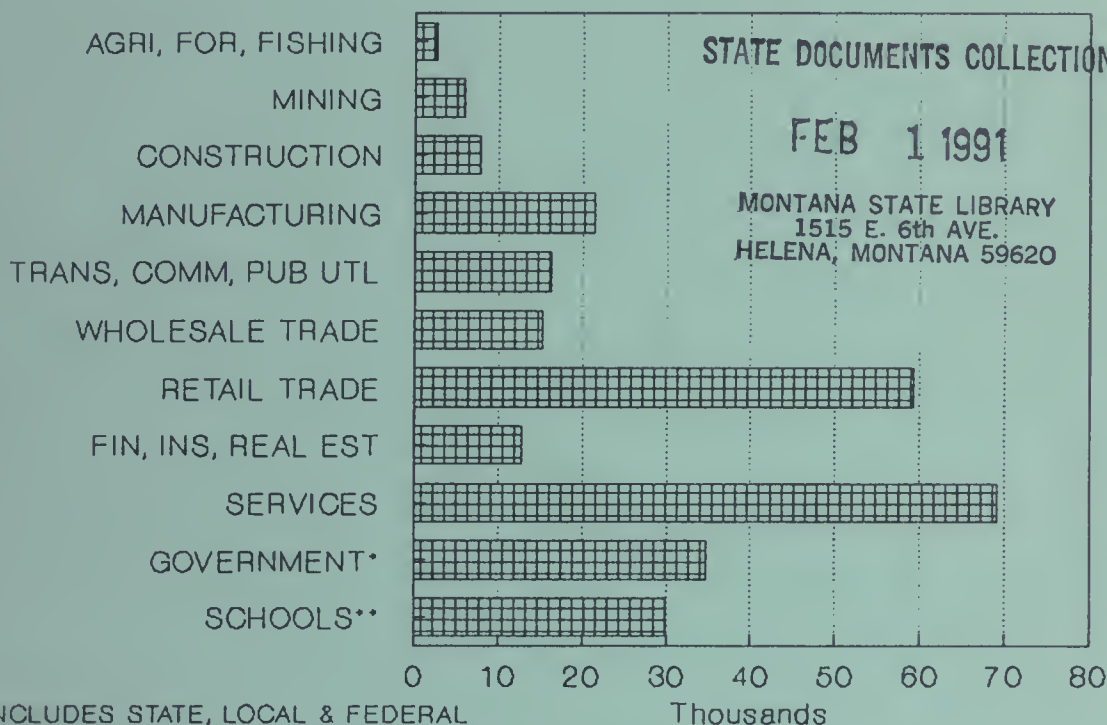 AGRI, FOR, FISHING
MINING
CONSTRUCTION
MANUFACTURING
TRANS, COMM, PUB UTL
WHOLESALE TRADE
RETAIL TRADE
FIN, INS, REAL EST
SERVICES
GOVERNMENT*
SCHOOLS**
STATE DOCUMENTS COLLECTION
FEB 1 1991
MONTANA STATE LIBRARY
1515 E. 6th AVE.
HELENA, MONTANA 59620
0 10 20 30 40 50 60 70 80
Thousands
STATE, LOCAL & FEDERAL